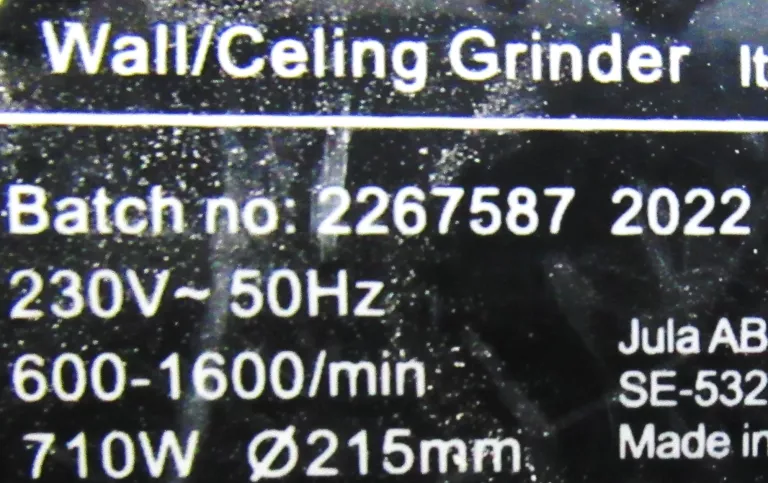 Wall/Celing Grinder It
Batch no: 2267587 2022
230V~ 50Hz
600-1600/min
710W Ø215mm
Jula AB
SE-532
Made in